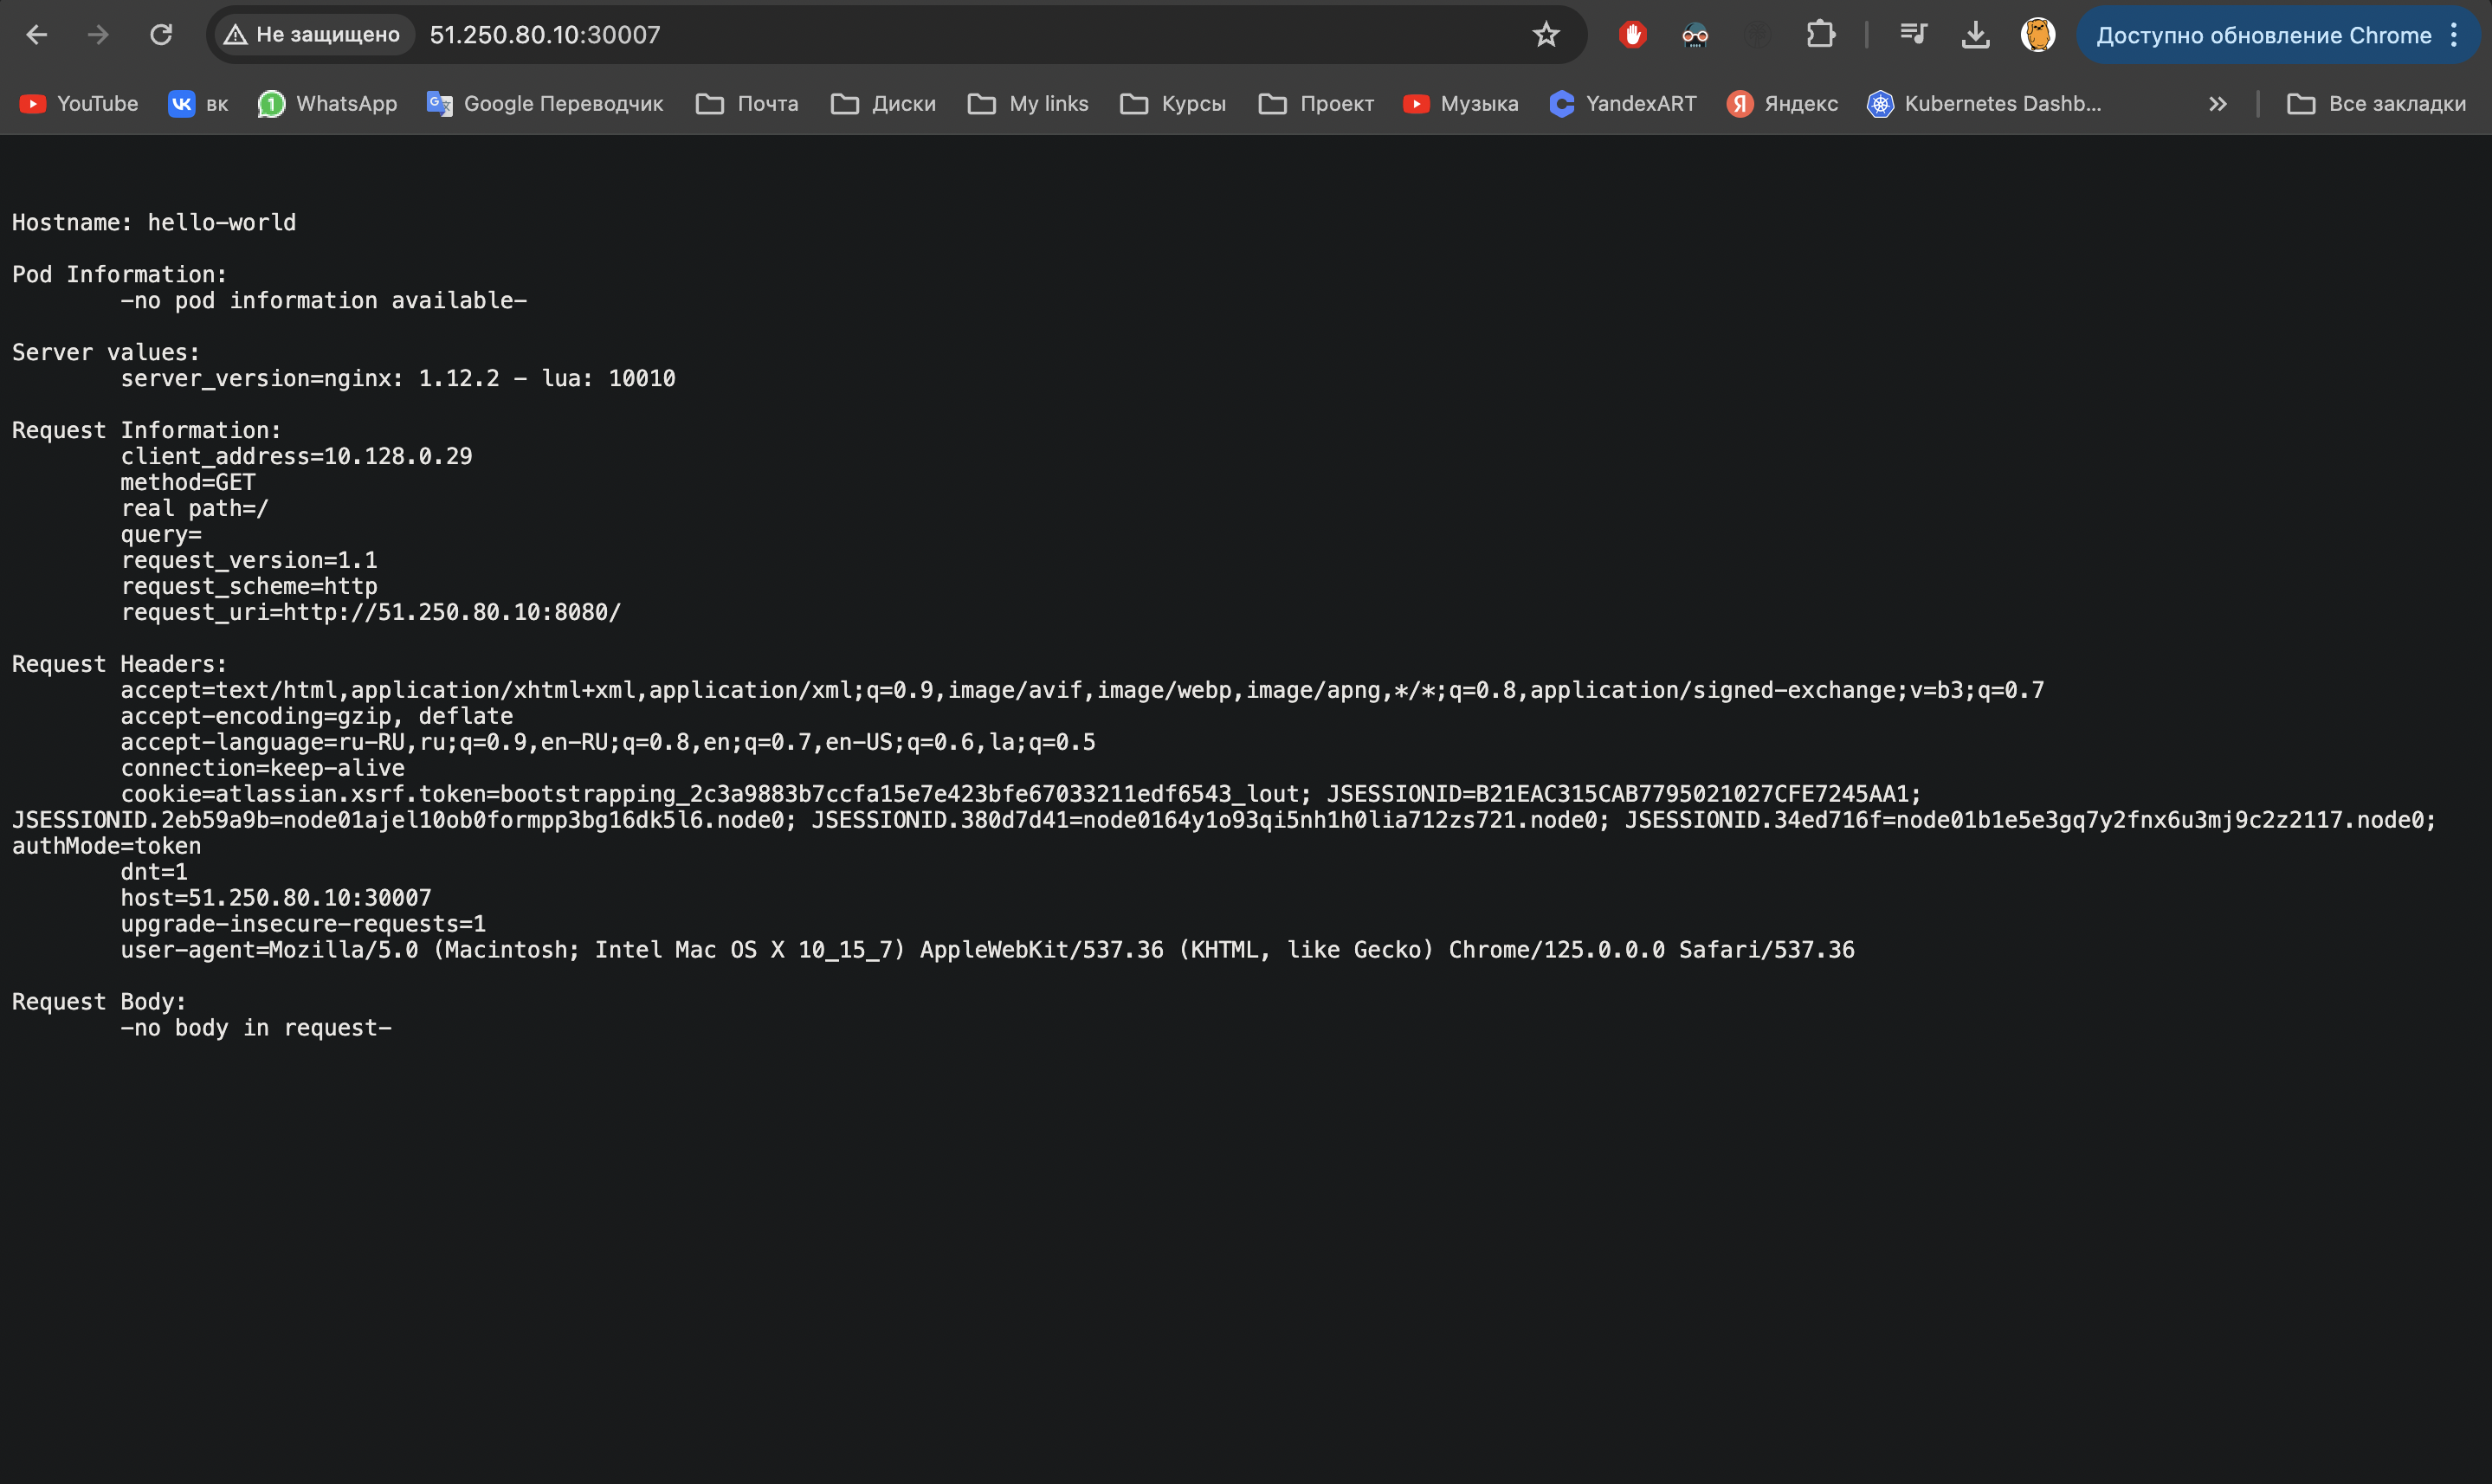 Не защищено 51.250.80.10:30007 Доступно обновление Chrome
YouTube вк WhatsApp Google Переводчик Почта Диски My links Курсы Проект Музыка YandexART Яндекс Kubernetes Dashb... Все закладки
Hostname: hello-world
Pod Information:
-no pod information available-
Server values:
server_version=nginx: 1.12.2 - lua: 10010
Request Information:
client_address=10.128.0.29
method=GET
real path=/
query=
request_version=1.1
request_scheme=http
request_uri=http://51.250.80.10:8080/
Request Headers:
accept=text/html,application/xhtml+xml,application/xml;q=0.9,image/avif,image/webp,image/apng,*/*;q=0.8,application/signed-exchange;v=b3;q=0.7
accept-encoding=gzip, deflate
accept-language=ru-RU,ru;q=0.9,en-RU;q=0.8,en;q=0.7,en-US;q=0.6,la;q=0.5
connection=keep-alive
cookie=atlassian.xsrf.token=bootstrapping_2c3a9883b7ccfa15e7e423bfe67033211edf6543_lout; JSESSIONID=B21EAC315CAB7795021027CFE7245AA1;
JSESSIONID.2eb59a9b=node01ajel10ob0formpp3bg16dk5l6.node0; JSESSIONID.380d7d41=node0164y1o93qi5nh1h0lia712zs721.node0; JSESSIONID.34ed716f=node01b1e5e3gq7y2fnx6u3mj9c2z2117.node0;
authMode=token
dnt=1
host=51.250.80.10:30007
upgrade-insecure-requests=1
user-agent=Mozilla/5.0 (Macintosh; Intel Mac OS X 10_15_7) AppleWebKit/537.36 (KHTML, like Gecko) Chrome/125.0.0.0 Safari/537.36
Request Body:
-no body in request-